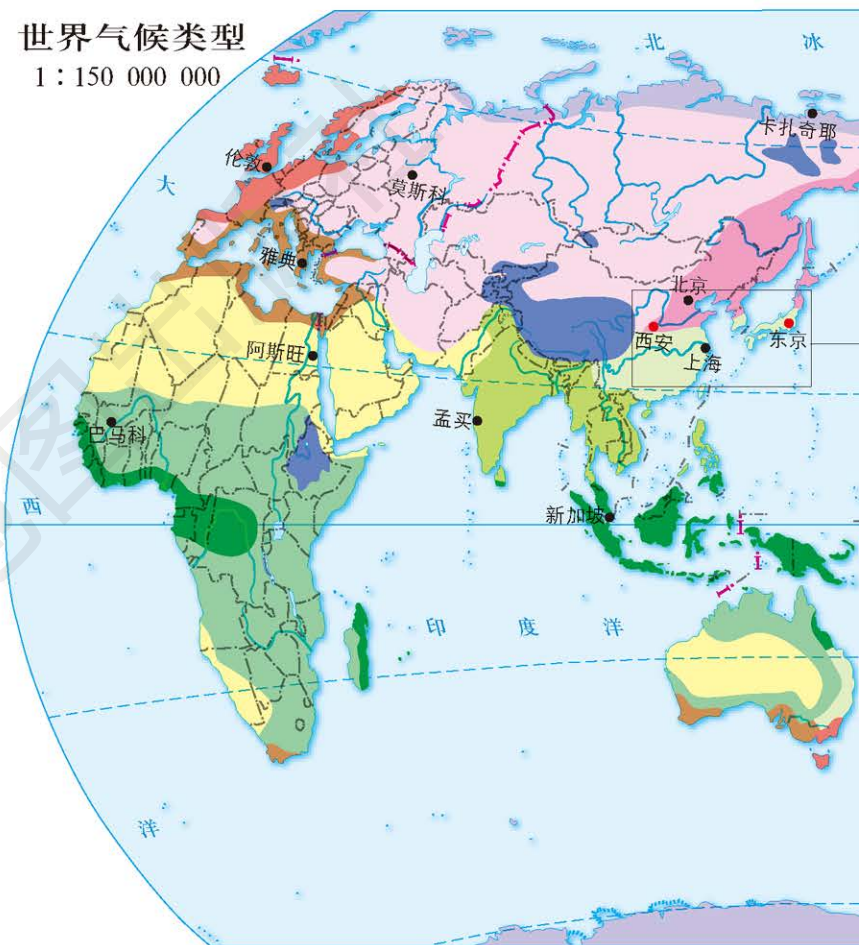 世界气候类型
1：150 000 000
北 冰
卡扎奇耶
伦敦
大
莫斯科
雅典
北京
西安
东京
上海
阿斯旺
孟买
巴马科
西
新加坡
印 度 洋
洋